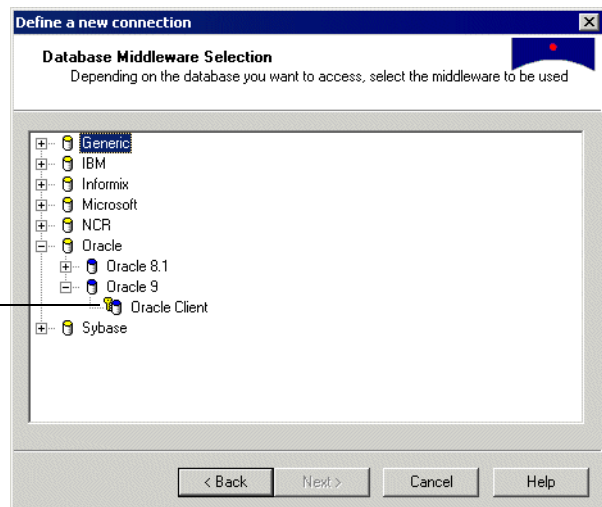 Define a new connection
Database Middleware Selection
Depending on the database you want to access, select the middleware to be used
Generic
IBM
Informix
Microsoft
NCR
Oracle
Oracle 8.1
Oracle 9
Oracle Client
Sybase
< Back Next > Cancel Help